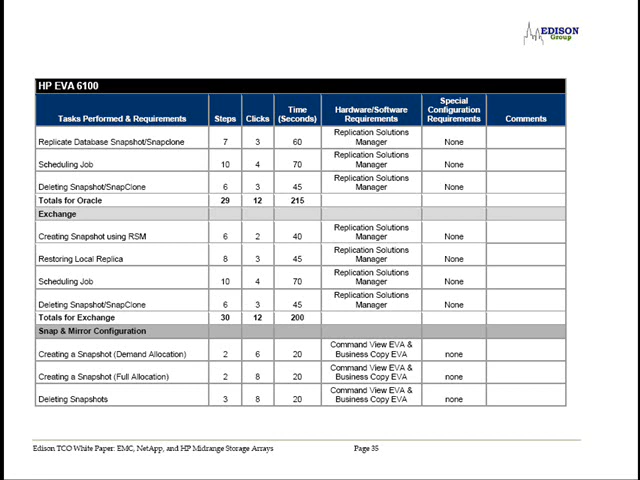 EDISON
Group
HP EVA 6100
Tasks Performed & Requirements Steps Clicks Time (Seconds) Hardware/Software Requirements Special Configuration Requirements Comments
Replicate Database Snapshot/Snapclone 7 3 60 Replication Solutions Manager None
Scheduling Job 10 4 70 Replication Solutions Manager None
Deleting Snapshot/SnapClone 6 3 45 Replication Solutions Manager None
Totals for Oracle 29 12 215
Exchange
Creating Snapshot using RSM 6 2 40 Replication Solutions Manager None
Restoring Local Replica 8 3 45 Replication Solutions Manager None
Scheduling Job 10 4 70 Replication Solutions Manager None
Deleting Snapshot/SnapClone 6 3 45 Replication Solutions Manager None
Totals for Exchange 30 12 200
Snap & Mirror Configuration
Creating a Snapshot (Demand Allocation) 2 6 20 Command View EVA & Business Copy EVA none
Creating a Snapshot (Full Allocation) 2 8 20 Command View EVA & Business Copy EVA none
Deleting Snapshots 3 8 20 Command View EVA & Business Copy EVA none
Edison TCO White Paper: EMC, NetApp, and HP Midrange Storage Arrays Page 35